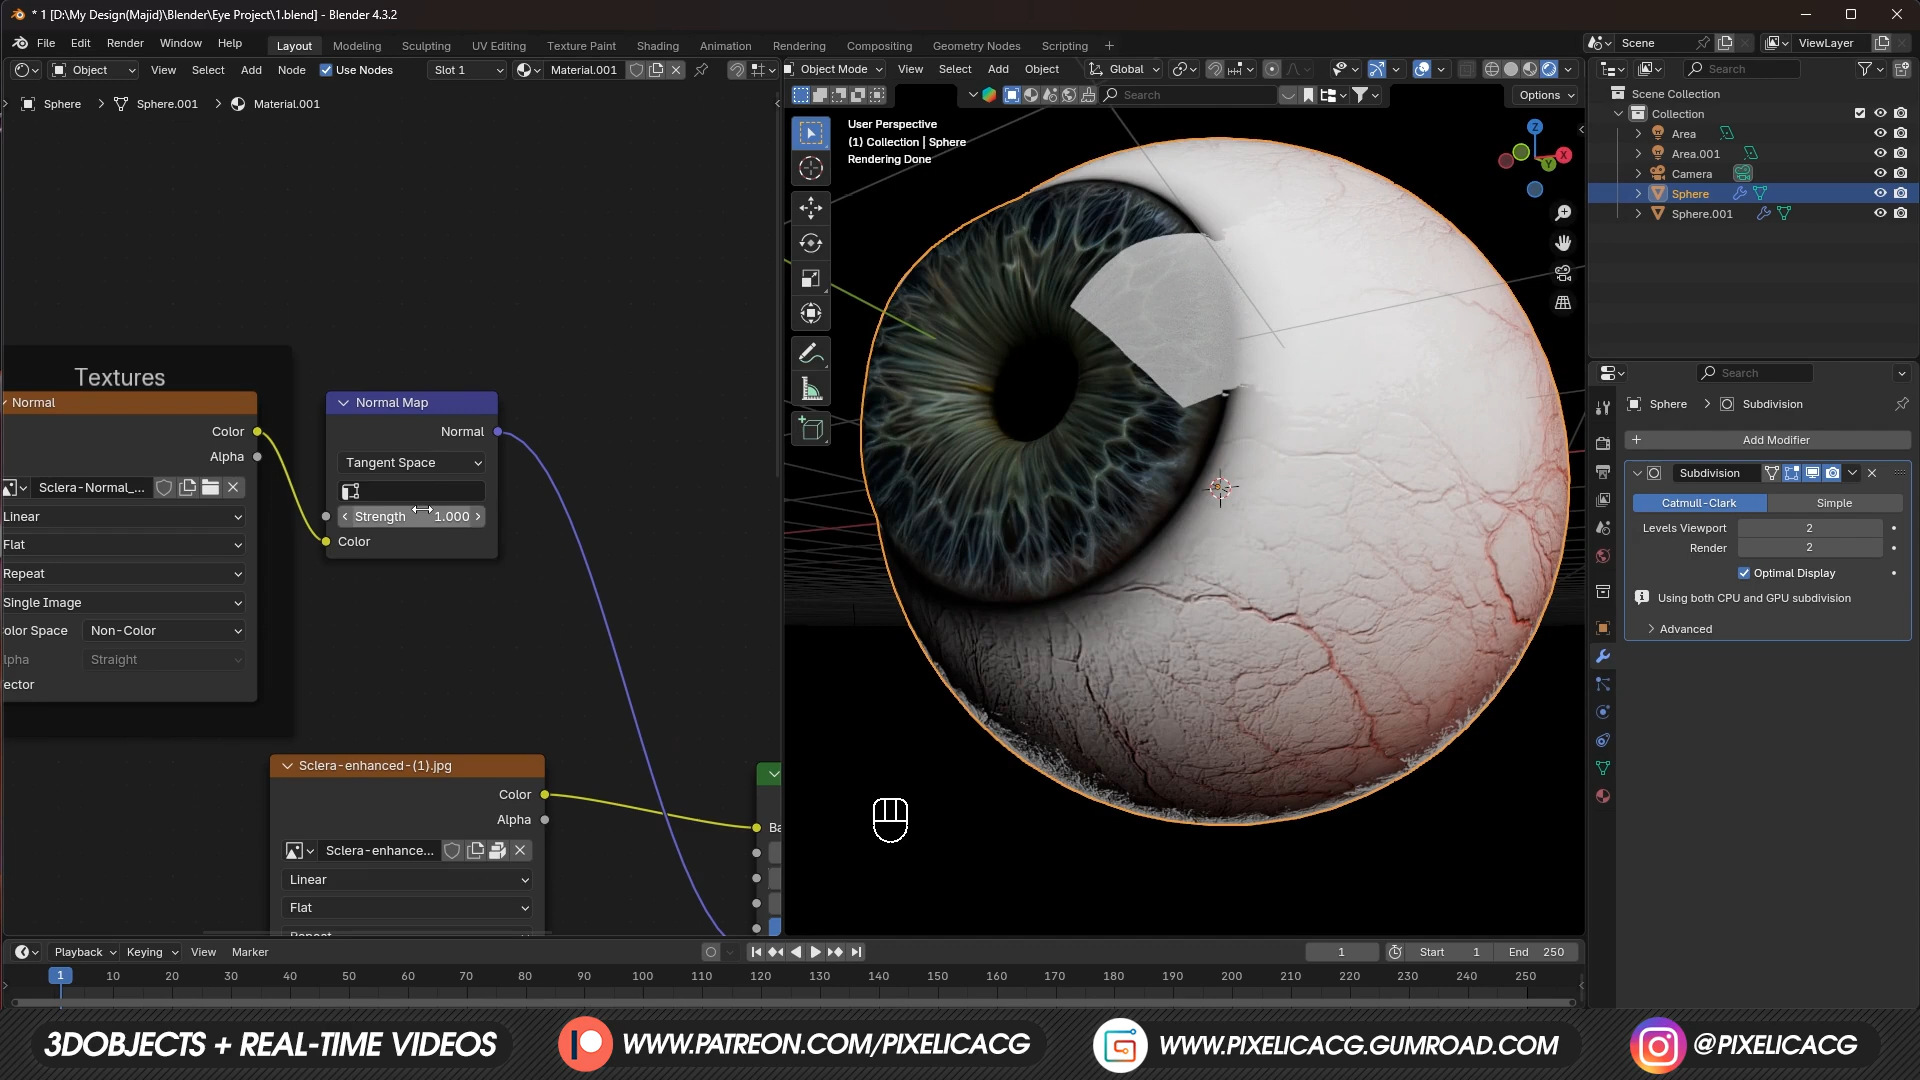 * 1 [D:\My Design(Majid)\Blender\Eye Project\1.blend] - Blender 4.3.2
File Edit Render Window Help
Layout Modeling Sculpting UV Editing Texture Paint Shading Animation Rendering Compositing Geometry Nodes Scripting +
Scene ViewLayer
Object View Select Add Node Use Nodes Slot 1 Material.001
Object Mode View Select Add Object Global
Search
Sphere > Sphere.001 > Material.001
Search
Options
User Perspective
(1) Collection | Sphere
Rendering Done
Z
X
Y
Scene Collection
Collection
Area
Area.001
Camera
Sphere
Sphere.001
Textures
Normal
Color
Alpha
Sclera-Normal_...
Linear
Flat
Repeat
Single Image
olor Space Non-Color
lpha Straight
ector
Normal Map
Normal
Tangent Space
Strength 1.000
Color
Sclera-enhanced-(1).jpg
Color
Alpha
Sclera-enhance...
Linear
Flat
Repeat
Ba
Search
Sphere > Subdivision
Add Modifier
Subdivision
Catmull-Clark Simple
Levels Viewport 2
Render 2
Optimal Display
Using both CPU and GPU subdivision
Advanced
Playback Keying View Marker
1 Start 1 End 250
1 10 20 30 40 50 60 70 80 90 100 110 120 130 140 150 160 170 180 190 200 210 220 230 240 250
3DOBJECTS + REAL-TIME VIDEOS
WWW.PATREON.COM/PIXELICACG
WWW.PIXELICACG.GUMROAD.COM
@PIXELICACG